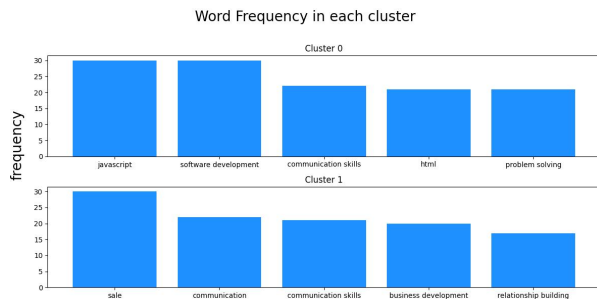 Word Frequency in each cluster
frequency
Cluster 0
30
25
20
15
10
5
0
javascript software development communication skills html problem solving
Cluster 1
30
25
20
15
10
5
0
sale communication communication skills business development relationship building